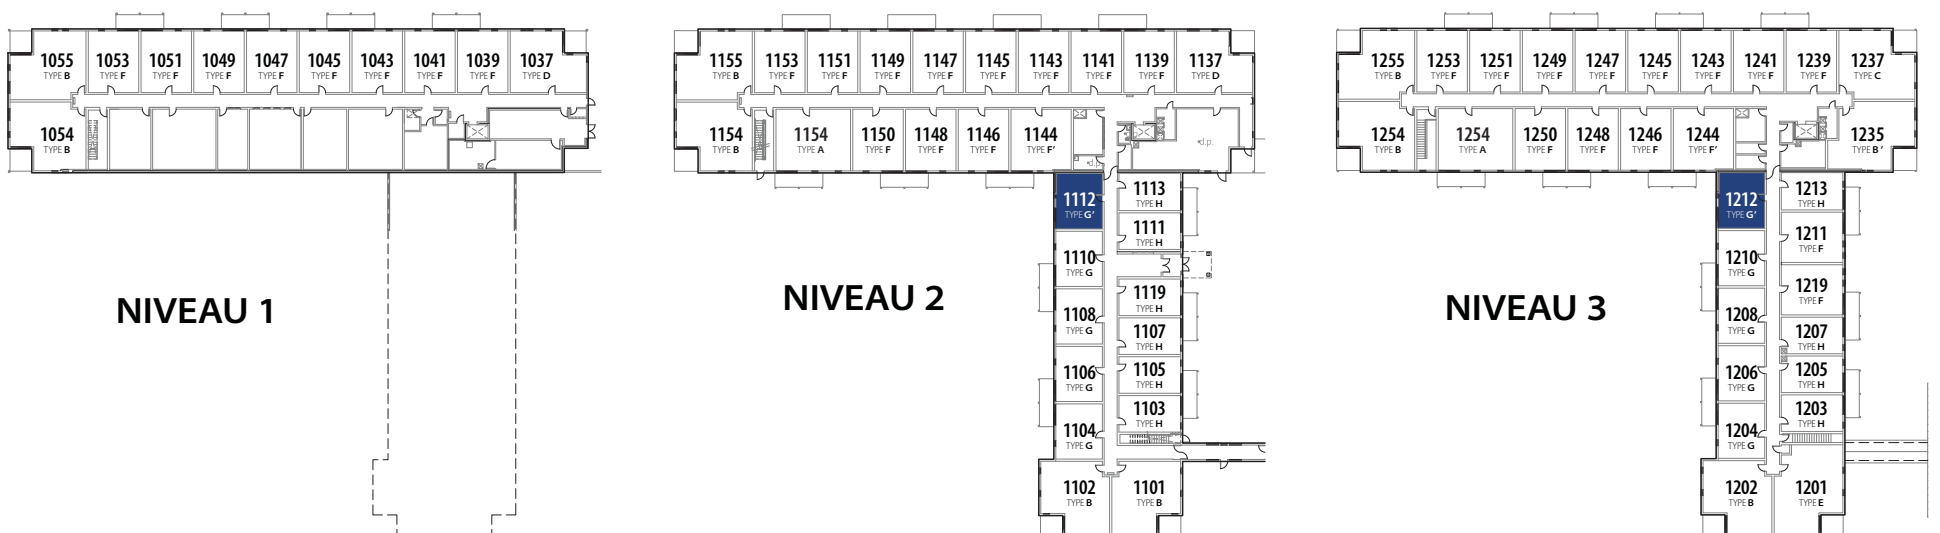 1055 1053 1051 1049 1047 1045 1043 1041 1039 1037
TYPE B TYPE F TYPE F TYPE F TYPE F TYPE F TYPE F TYPE F TYPE F TYPE D
1054
TYPE B
NIVEAU 1
1155 1153 1151 1149 1147 1145 1143 1141 1139 1137
TYPE B TYPE F TYPE F TYPE F TYPE F TYPE F TYPE F TYPE F TYPE F TYPE D
1154 1154 1150 1148 1146 1144
TYPE B TYPE A TYPE F TYPE F TYPE F TYPE F'
d.p.
d.p.
1112 1113
TYPE G' TYPE H
1111
TYPE H
1110
TYPE G
1119
TYPE H
1108
TYPE G
1107
TYPE H
1106 1105
TYPE G TYPE H
1103
TYPE H
1104
TYPE G
1102 1101
TYPE B TYPE B
NIVEAU 2
1255 1253 1251 1249 1247 1245 1243 1241 1239 1237
TYPE B TYPE F TYPE F TYPE F TYPE F TYPE F TYPE F TYPE F TYPE F TYPE C
1254 1254 1250 1248 1246 1244 1235
TYPE B TYPE A TYPE F TYPE F TYPE F TYPE F' TYPE B'
1212 1213
TYPE G' TYPE H
1211
TYPE F
1210
TYPE G
1219
TYPE F
1208
TYPE G
1207
TYPE H
1206 1205
TYPE G TYPE H
1203
TYPE H
1204
TYPE G
1202 1201
TYPE B TYPE E
NIVEAU 3